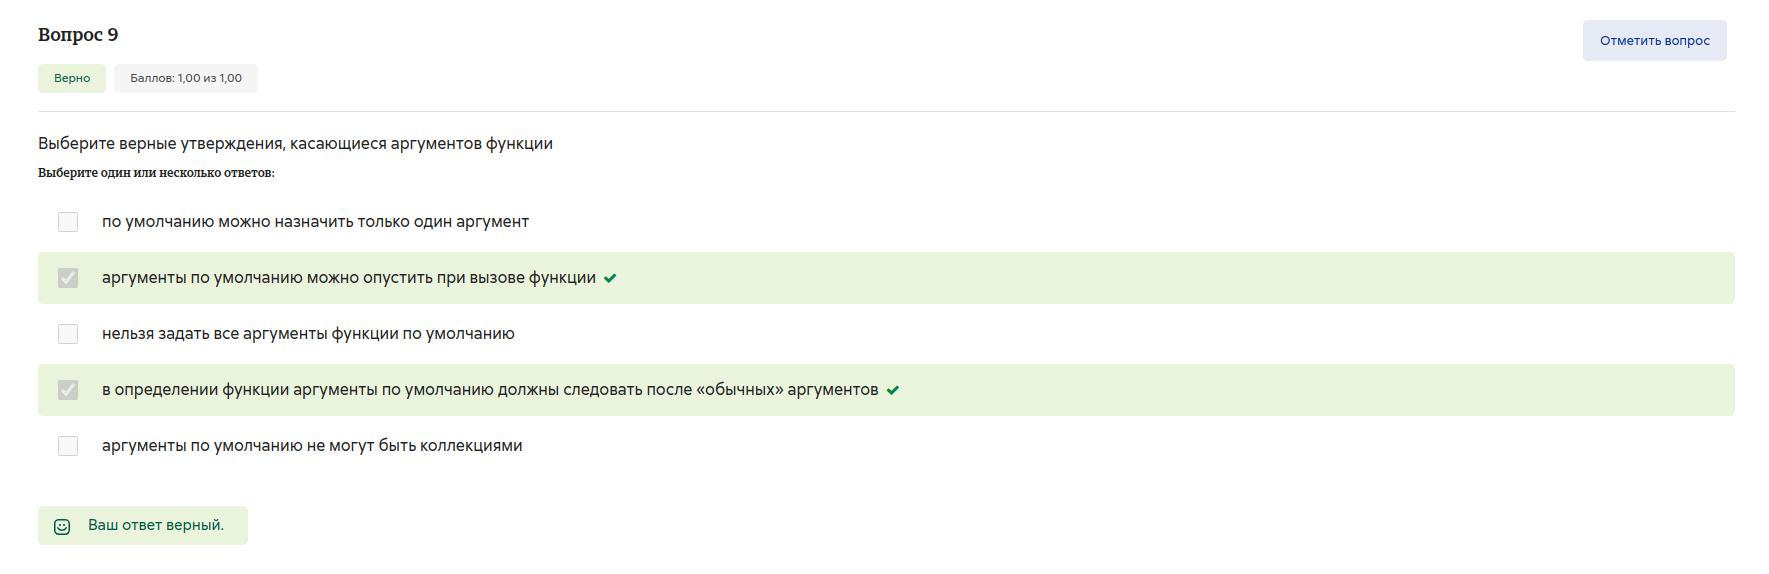 Вопрос 9
Отметить вопрос
Верно
Баллов: 1,00 из 1,00
Выберите верные утверждения, касающиеся аргументов функции
Выберите один или несколько ответов:
по умолчанию можно назначить только один аргумент
аргументы по умолчанию можно опустить при вызове функции
нельзя задать все аргументы функции по умолчанию
в определении функции аргументы по умолчанию должны следовать после «обычных» аргументов
аргументы по умолчанию не могут быть коллекциями
Ваш ответ верный.